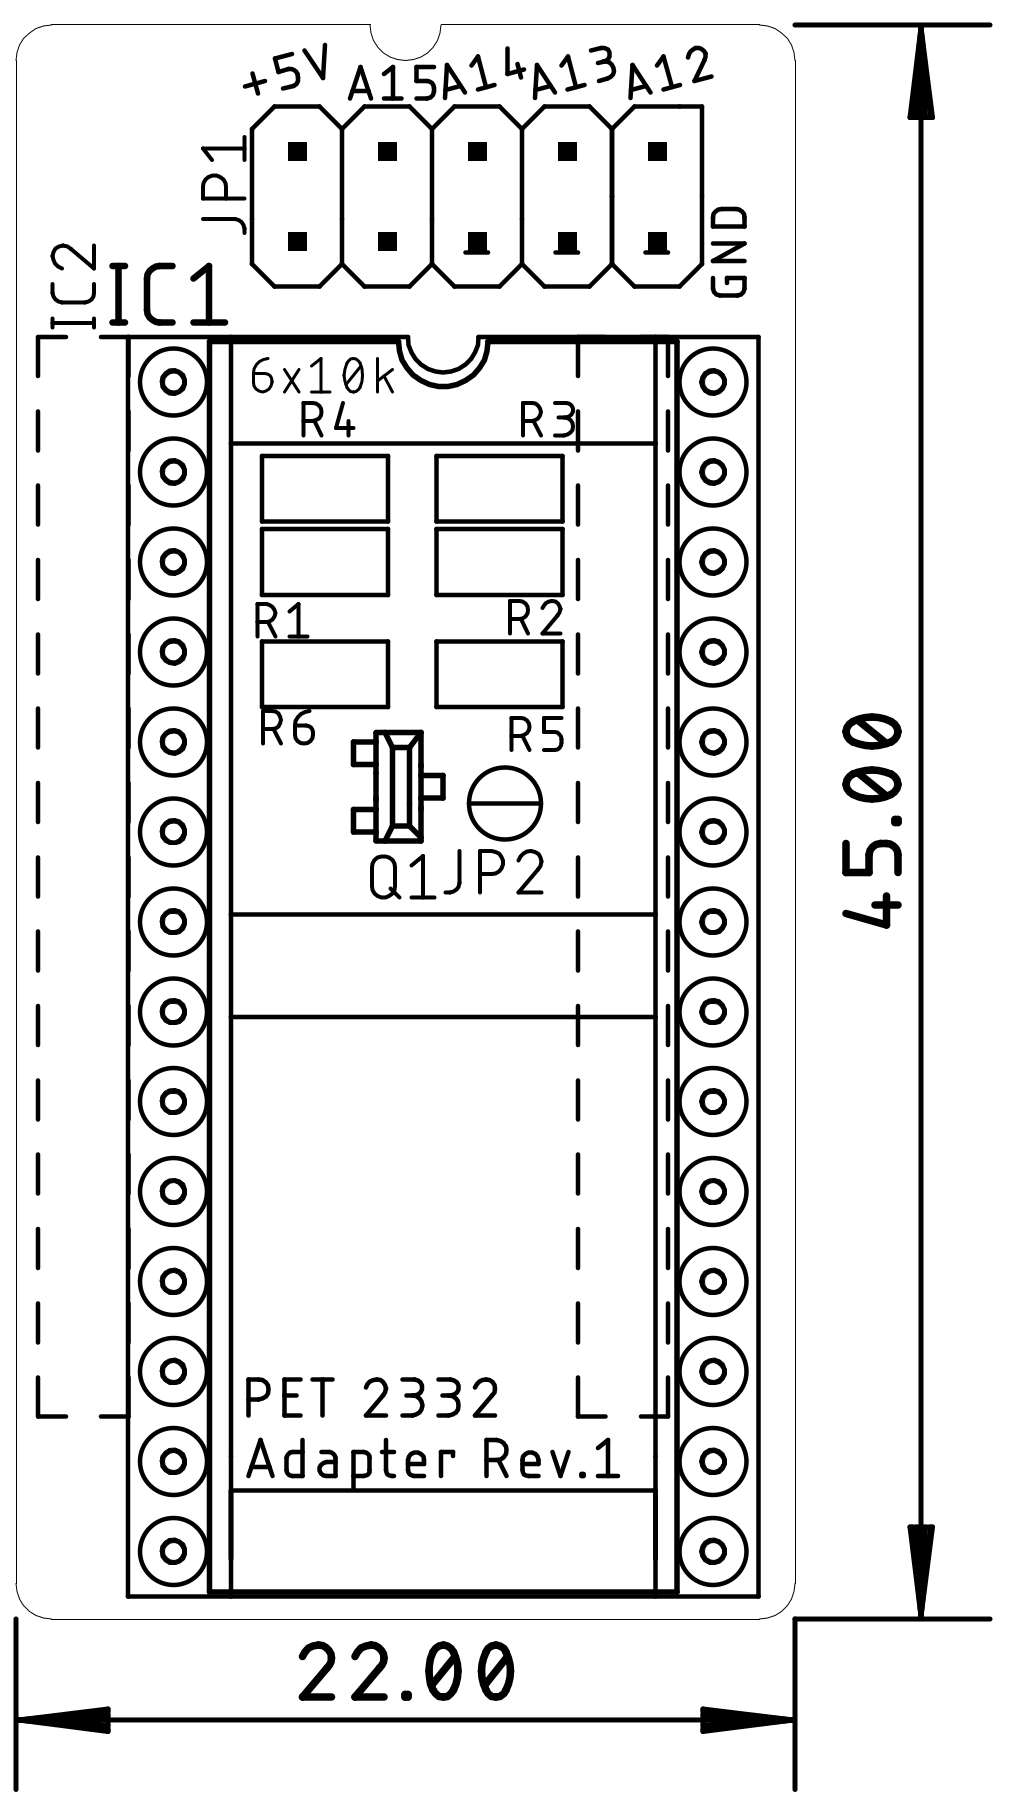 +5V A15 A14 A13 A12
JP1
GND
IC2
IC1
6x10k
R4 R3
R1 R2
R6 R5
Q1 JP2
45.00
PET 2332
Adapter Rev.1
22.00